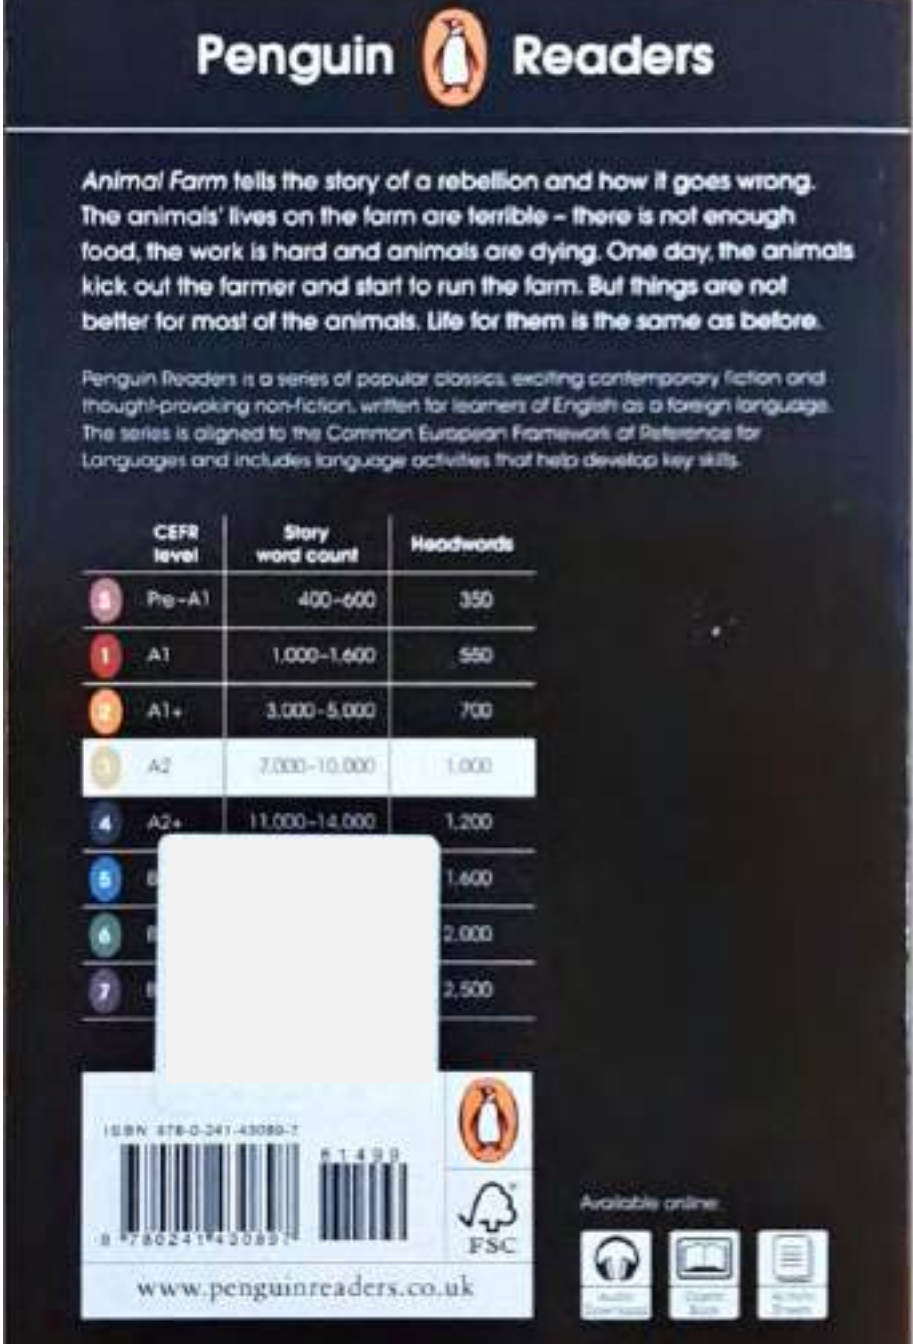 Penguin Readers
Animal Farm tells the story of a rebellion and how it goes wrong.
The animals' lives on the farm are terrible – there is not enough
food, the work is hard and animals are dying. One day, the animals
kick out the farmer and start to run the farm. But things are not
better for most of the animals. Life for them is the same as before.
Penguin Readers is a series of popular classics, exciting contemporary fiction and
thought-provoking non-fiction, written for learners of English as a foreign language.
The series is aligned to the Common European Framework of Reference for
Languages and includes language activities that help develop key skills.
CEFR level Story word count Headwords
S Pre-A1 400–600 350
1 A1 1,000–1,600 550
2 A1+ 3,000–5,000 700
3 A2 7,000–10,000 1,000
4 A2+ 11,000–14,000 1,200
5 B 1,600
6 B 2,000
7 B 2,500
ISBN 978-0-241-43089-7
61499
9 780241 430897
FSC
www.penguinreaders.co.uk
Available online:
Audio
Download
Book
Activity
Sheets